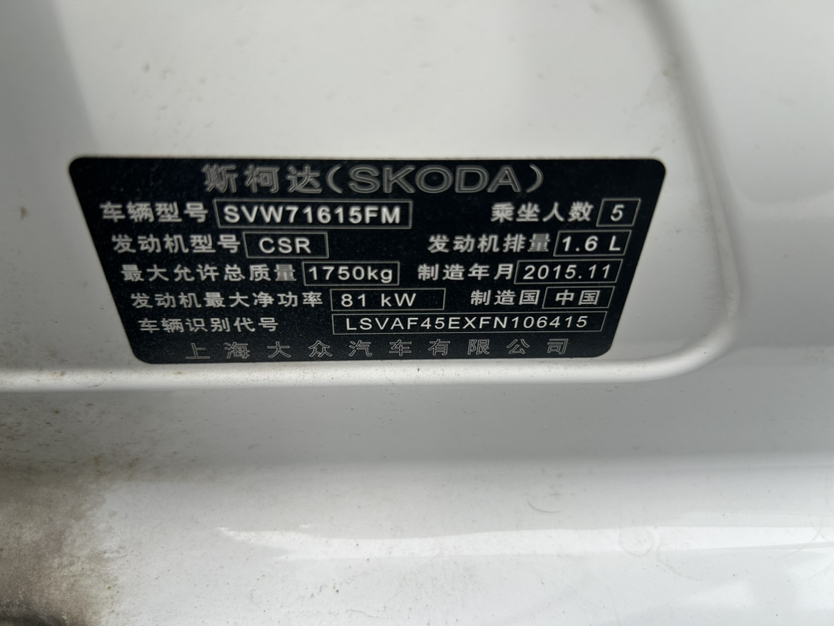 斯柯达(SKODA)
车辆型号 SVW71615FM 乘坐人数 5
发动机型号 CSR 发动机排量 1.6 L
最大允许总质量 1750kg 制造年月 2015.11
发动机最大净功率 81 kW 制造国 中国
车辆识别代号 LSVAF45EXFN106415
上海大众汽车有限公司